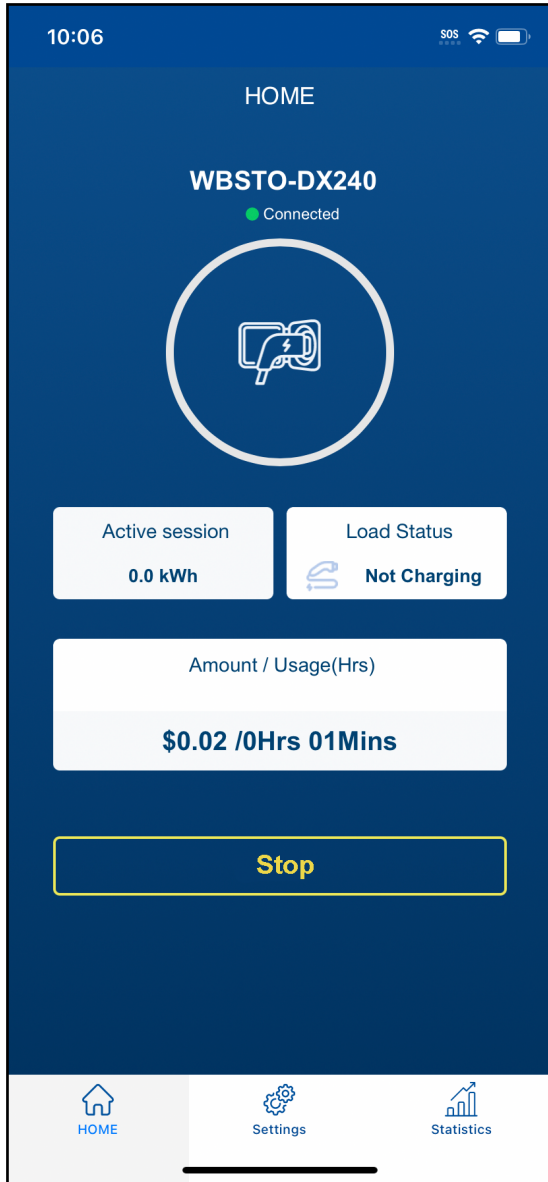 10:06 SOS
HOME
WBSTO-DX240
Connected
Active session
0.0 kWh
Load Status
Not Charging
Amount / Usage(Hrs)
$0.02 /0Hrs 01Mins
Stop
HOME
Settings
Statistics